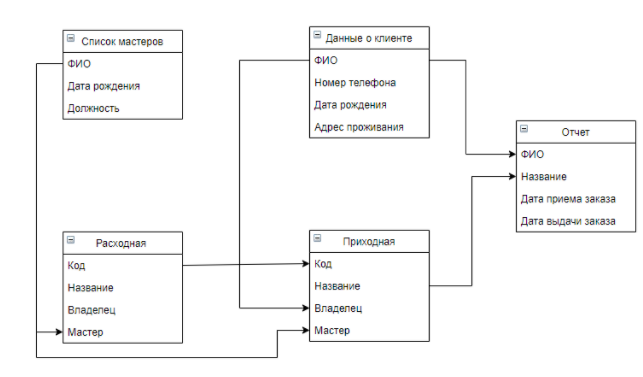 Список мастеров
ФИО
Дата рождения
Должность
Данные о клиенте
ФИО
Номер телефона
Дата рождения
Адрес проживания
Отчет
ФИО
Название
Дата приема заказа
Дата выдачи заказа
Расходная
Код
Название
Владелец
Мастер
Приходная
Код
Название
Владелец
Мастер